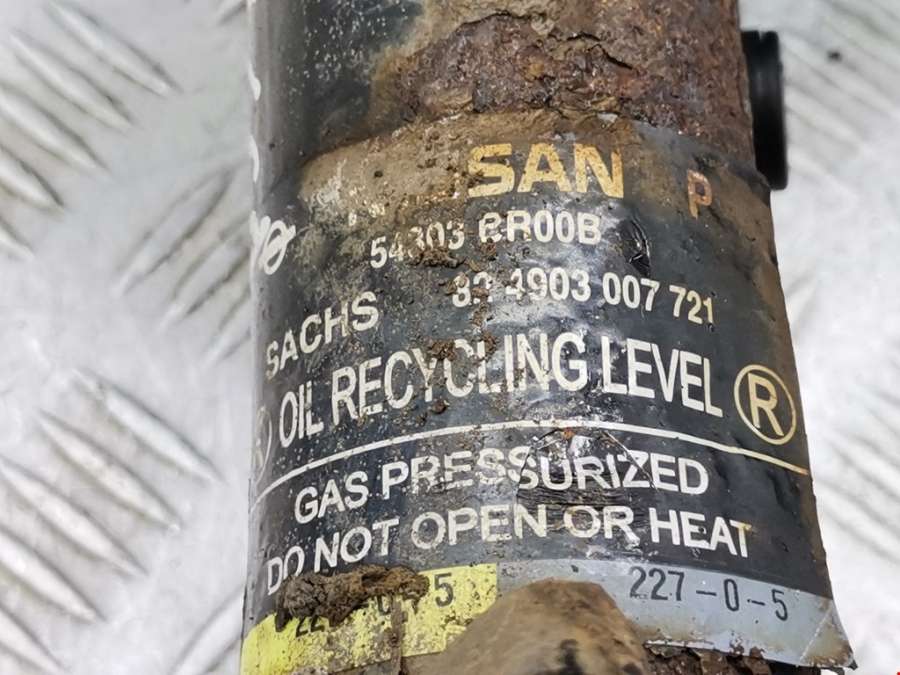 SAN P
54303 BR00B
SACHS 82 4903 007 721
OIL RECYCLING LEVEL R
GAS PRESSURIZED
DO NOT OPEN OR HEAT
227-0-5